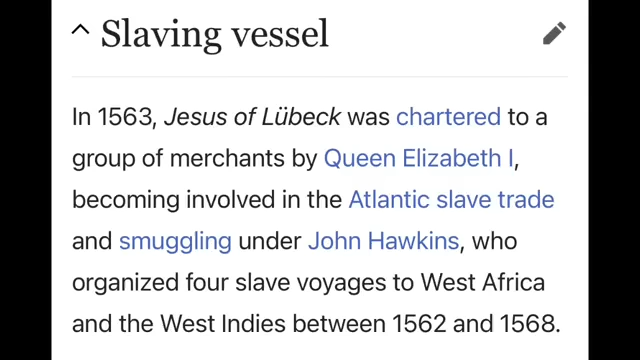 Slaving vessel
In 1563, Jesus of Lübeck was chartered to a
group of merchants by Queen Elizabeth I,
becoming involved in the Atlantic slave trade
and smuggling under John Hawkins, who
organized four slave voyages to West Africa
and the West Indies between 1562 and 1568.